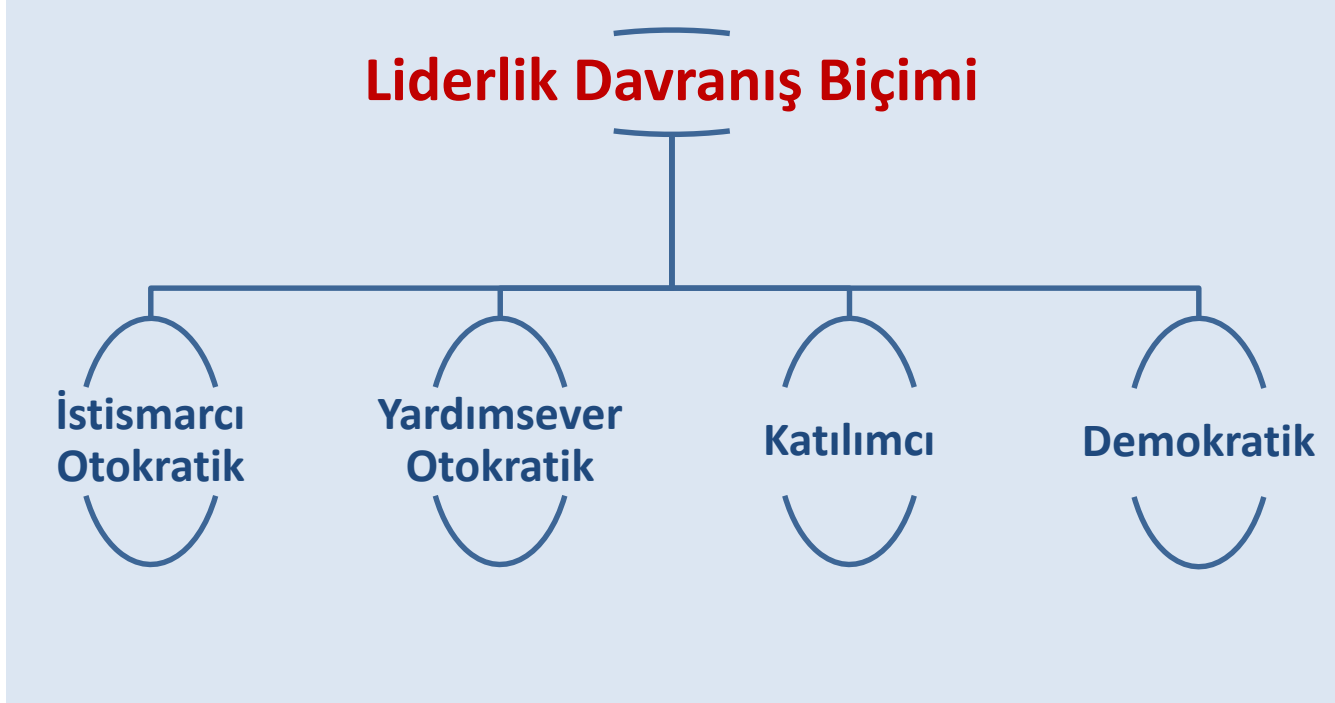 Liderlik Davranış Biçimi
İstismarcı
Otokratik
Yardımsever
Otokratik
Katılımcı
Demokratik